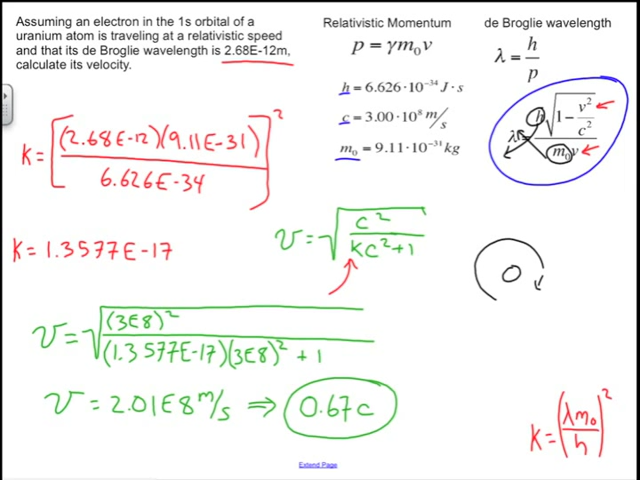 Assuming an electron in the 1s orbital of a
uranium atom is traveling at a relativistic speed
and that its de Broglie wavelength is 2.68E-12m,
calculate its velocity.
Relativistic Momentum
p = γm₀v
h = 6.626·10⁻³⁴ J·s
c = 3.00·10⁸ m/s
m₀ = 9.11·10⁻³¹ kg
de Broglie wavelength
λ = h/p
λ = h√(1 − v²/c²) / m₀v
K = [(2.68E-12)(9.11E-31) / 6.626E-34]²
K = 1.3577E-17
v = √(c² / (Kc² + 1))
v = √((3E8)² / ((1.3577E-17)(3E8)² + 1))
v = 2.01E8 m/s ⇒ 0.67c
K = (λm₀/h)²
Extend Page